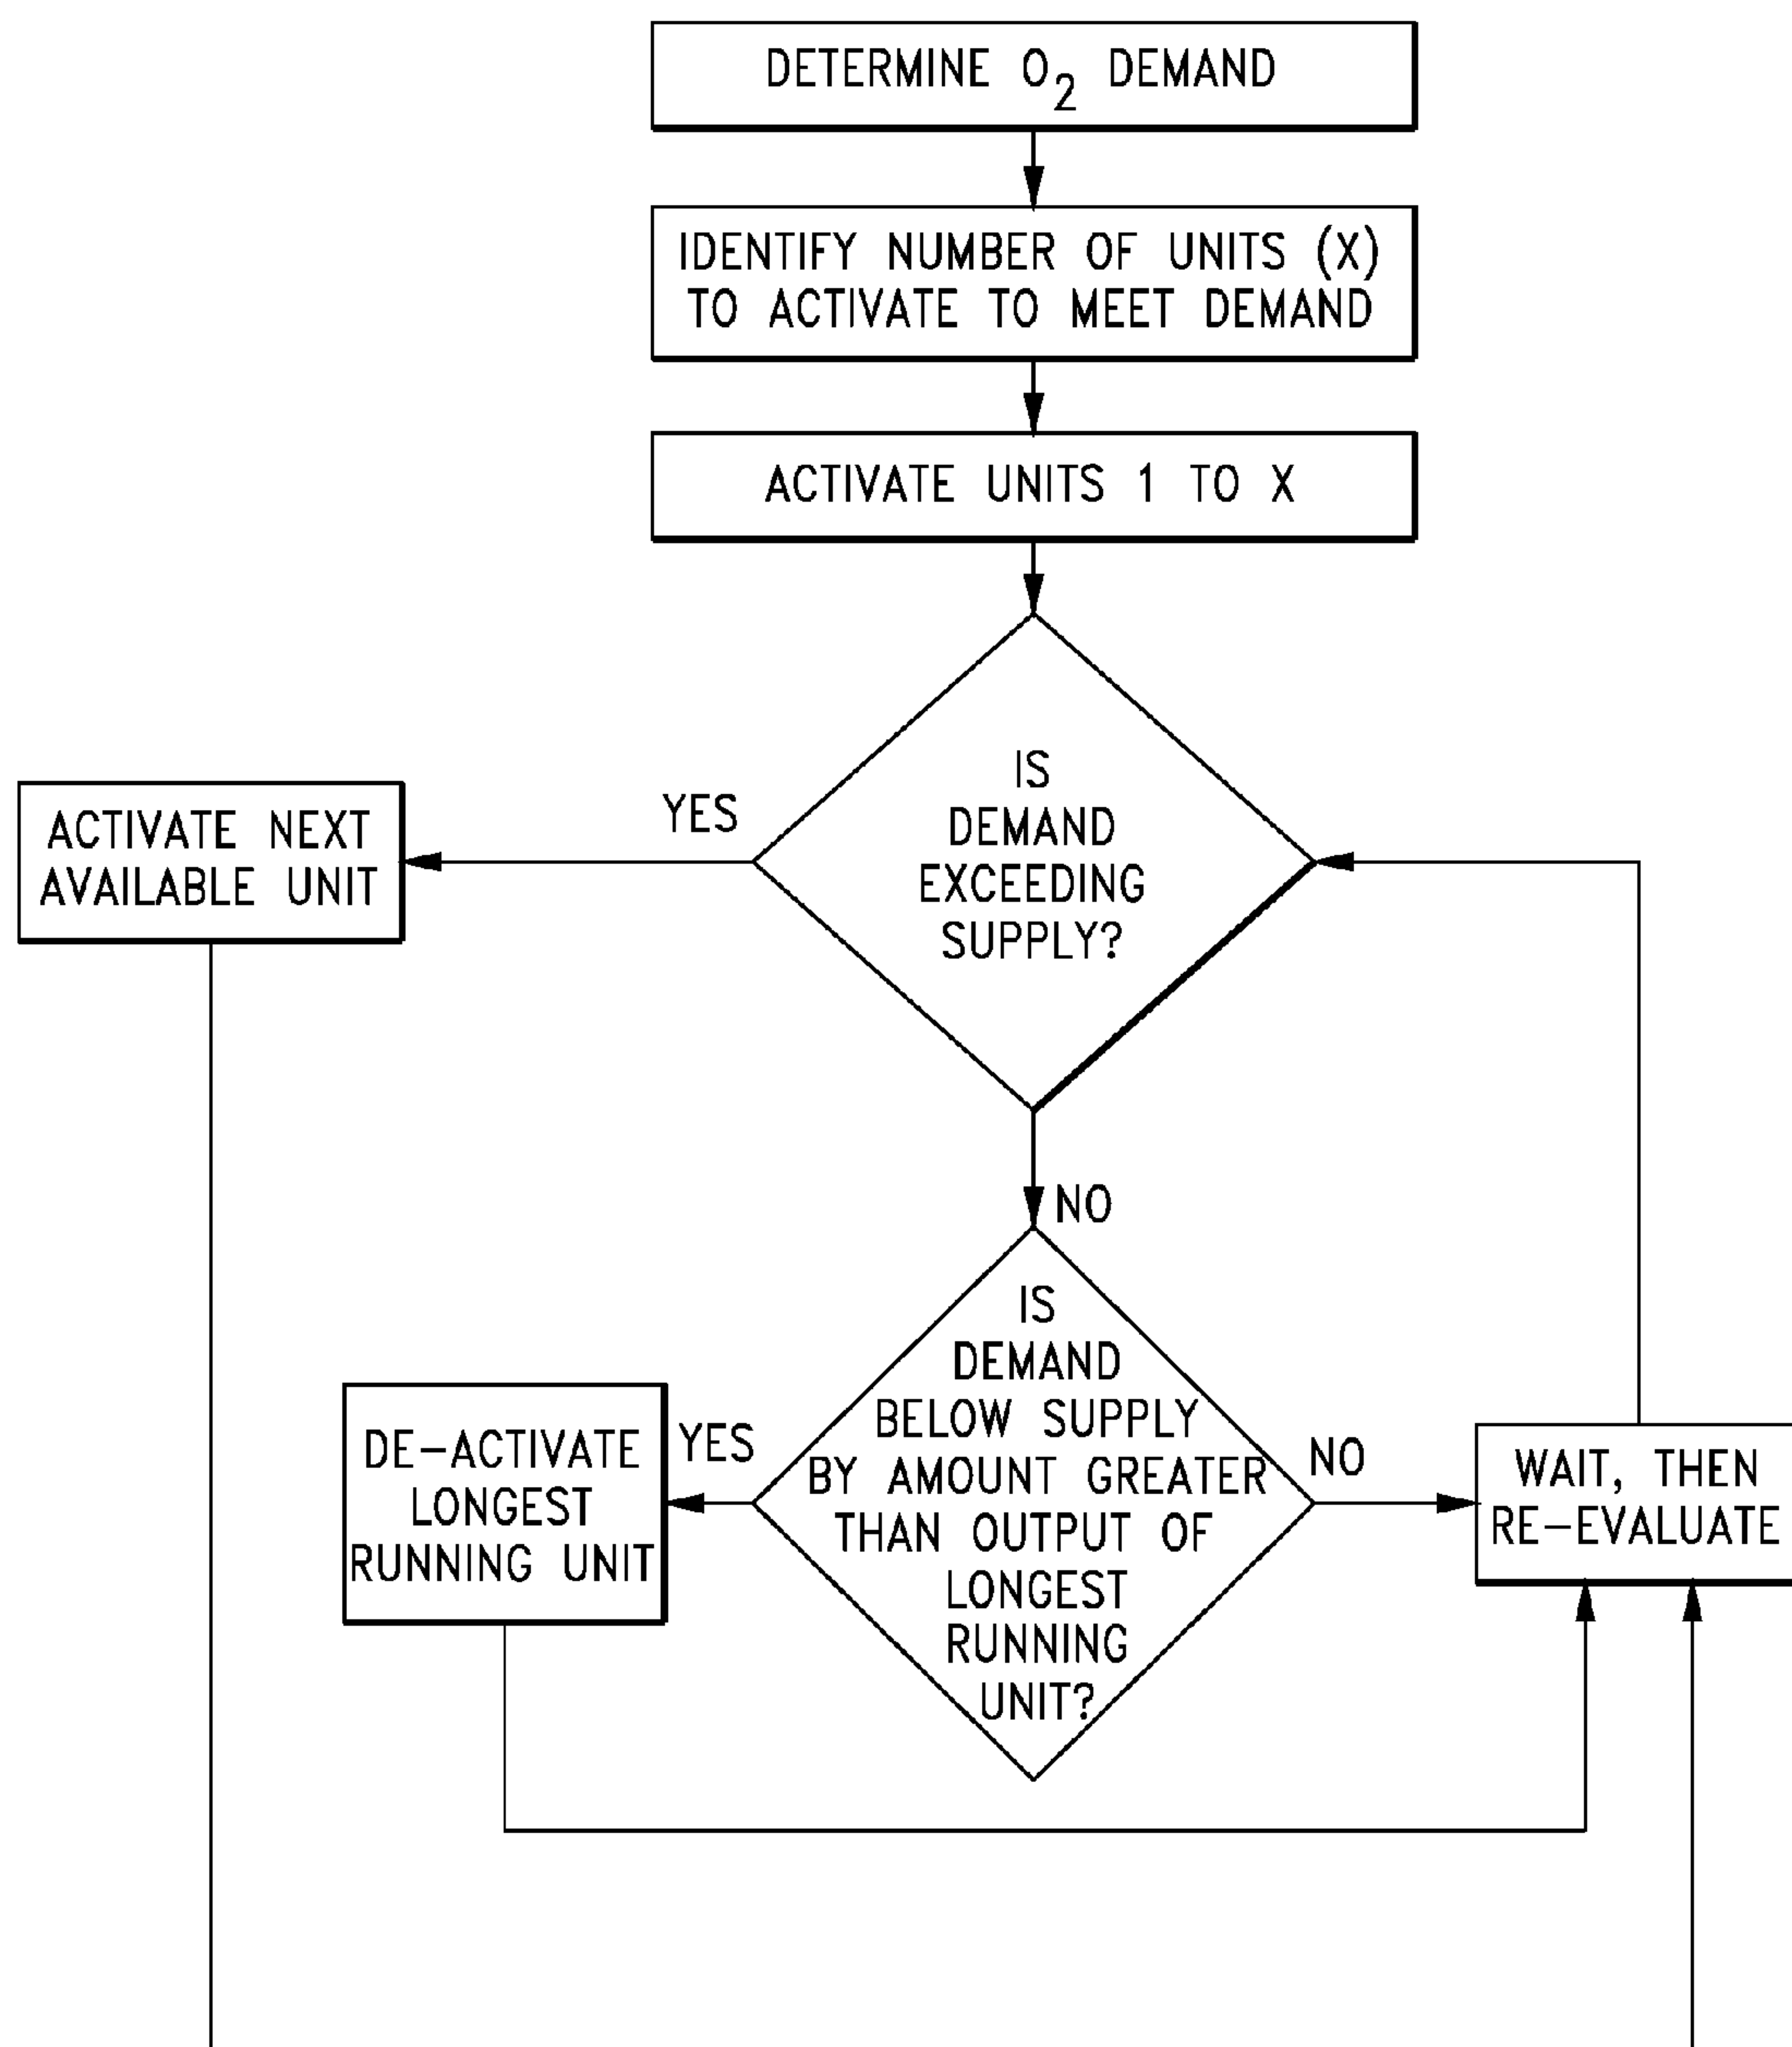 DETERMINE O2 DEMAND
IDENTIFY NUMBER OF UNITS (X)
TO ACTIVATE TO MEET DEMAND
ACTIVATE UNITS 1 TO X
IS
DEMAND
EXCEEDING
SUPPLY?
YES
ACTIVATE NEXT
AVAILABLE UNIT
NO
IS
DEMAND
BELOW SUPPLY
BY AMOUNT GREATER
THAN OUTPUT OF
LONGEST
RUNNING
UNIT?
YES
DE-ACTIVATE
LONGEST
RUNNING UNIT
NO
WAIT, THEN
RE-EVALUATE